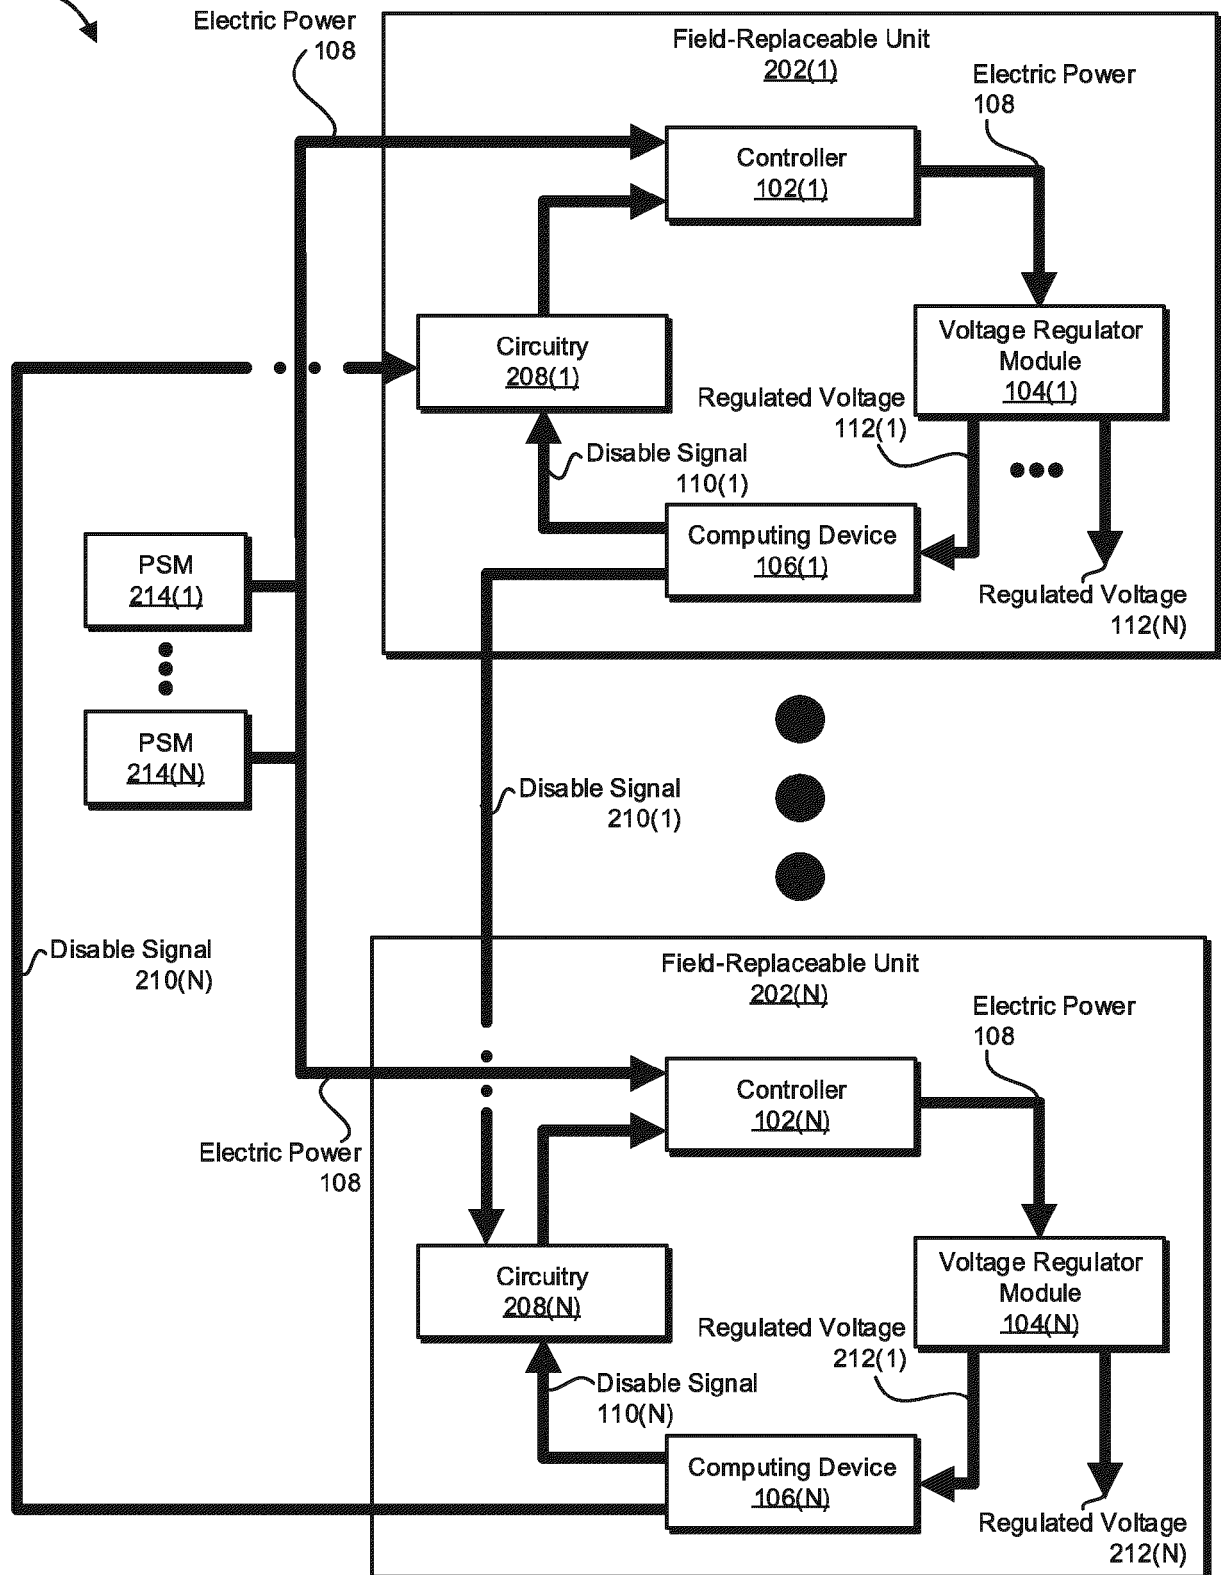 Electric Power
108
Field-Replaceable Unit
202(1)
Electric Power
108
Controller
102(1)
Circuitry
208(1)
Voltage Regulator
Module
104(1)
Regulated Voltage
112(1)
Disable Signal
110(1)
Computing Device
106(1)
Regulated Voltage
112(N)
PSM
214(1)
PSM
214(N)
Disable Signal
210(1)
Disable Signal
210(N)
Field-Replaceable Unit
202(N)
Electric Power
108
Controller
102(N)
Electric Power
108
Circuitry
208(N)
Voltage Regulator
Module
104(N)
Regulated Voltage
212(1)
Disable Signal
110(N)
Computing Device
106(N)
Regulated Voltage
212(N)